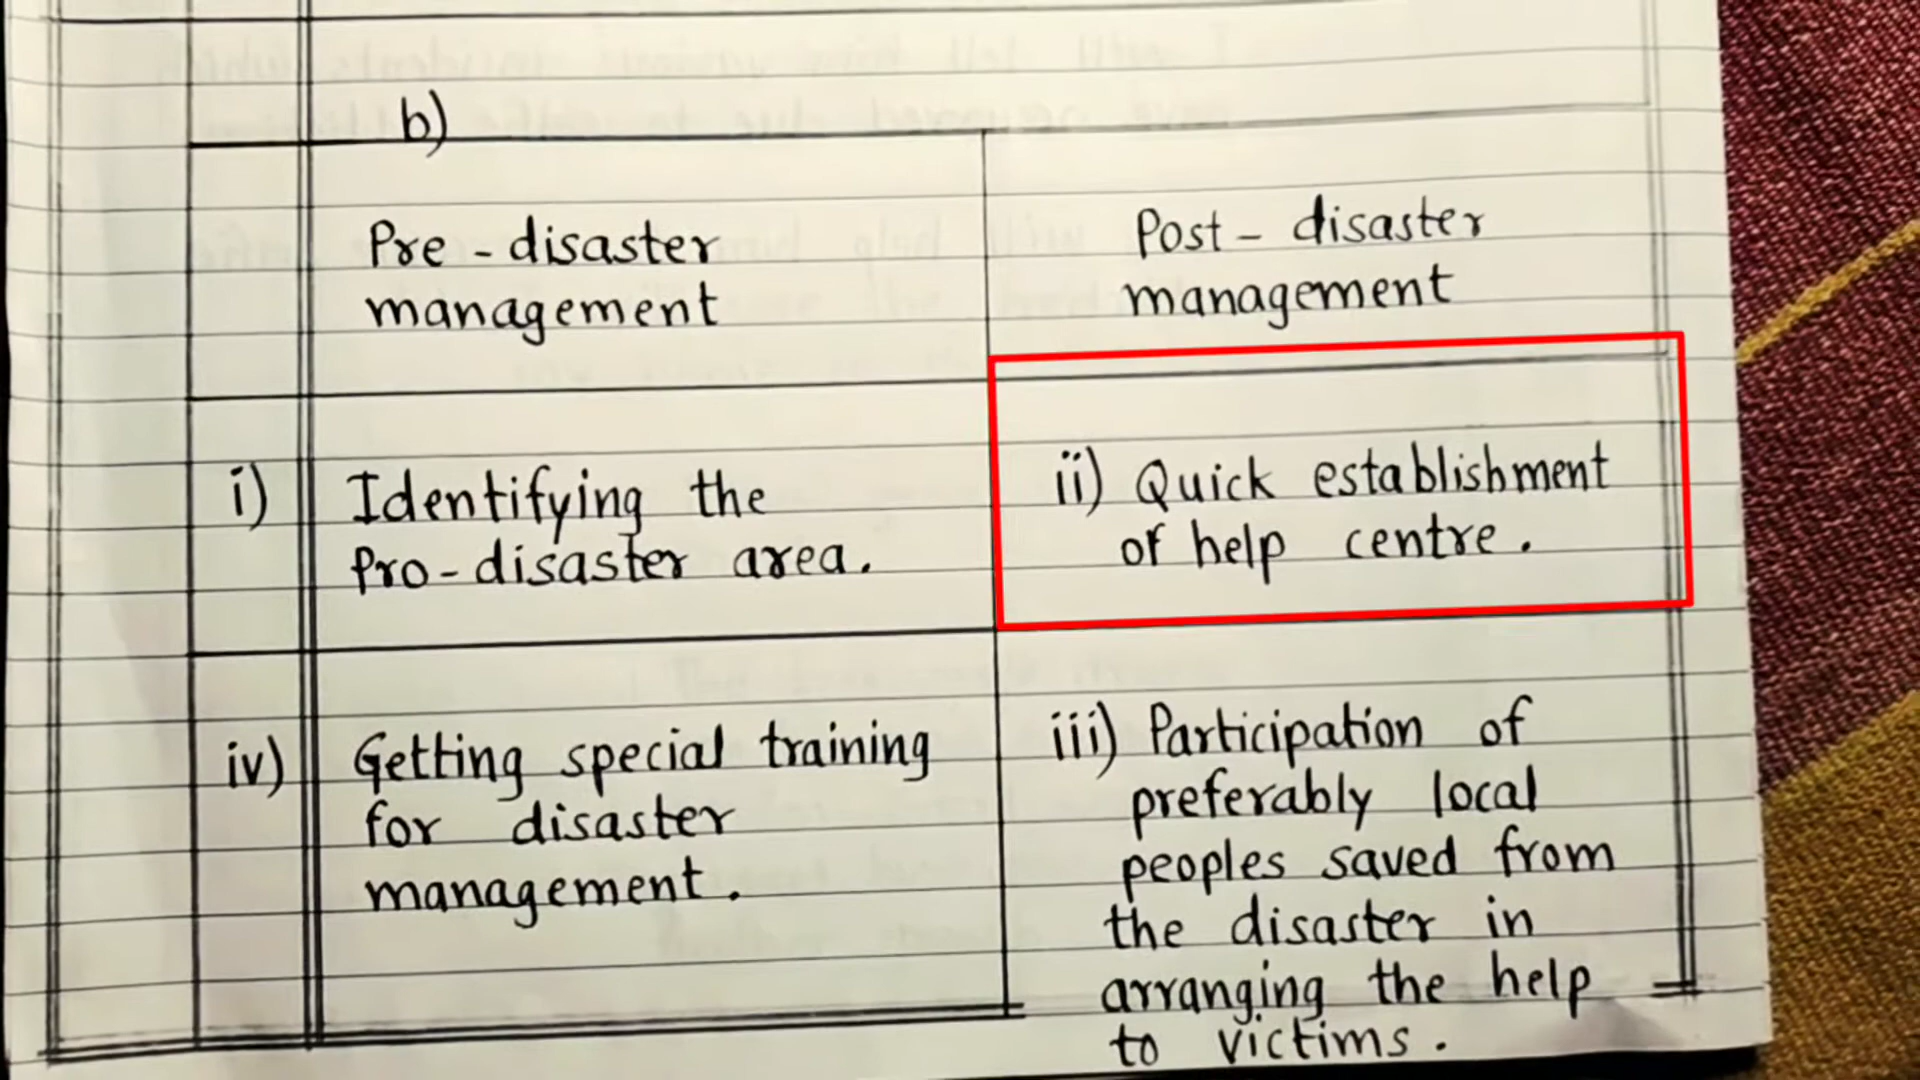 b)
Pre - disaster
management
Post - disaster
management
i) Identifying the
Pro - disaster area.
ii) Quick establishment
of help centre.
iv) Getting special training
for disaster
management.
iii) Participation of
preferably local
peoples saved from
the disaster in
arranging the help
to victims.